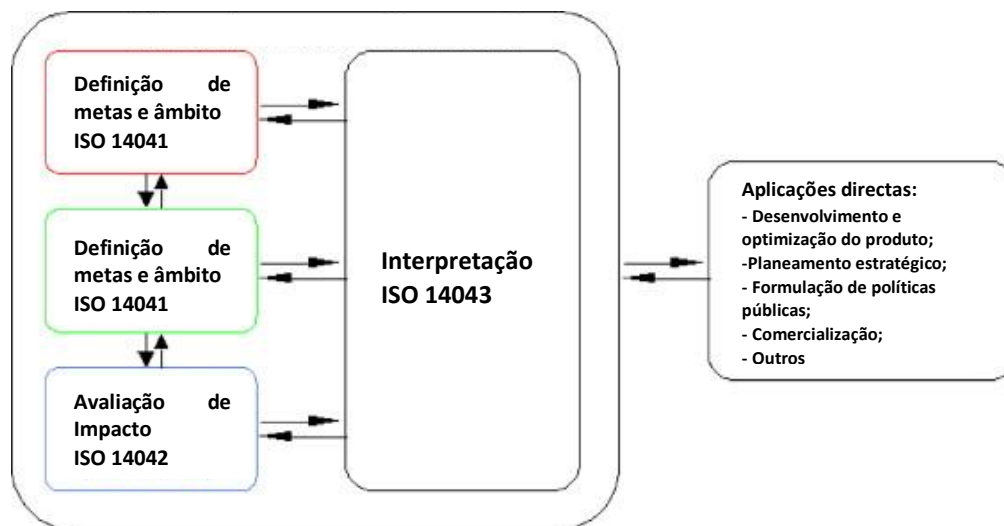 Definição de
metas e âmbito
ISO 14041
Definição de
metas e âmbito
ISO 14041
Avaliação de
Impacto
ISO 14042
Interpretação
ISO 14043
Aplicações directas:
- Desenvolvimento e
optimização do produto;
-Planeamento estratégico;
- Formulação de políticas
públicas;
- Comercialização;
- Outros